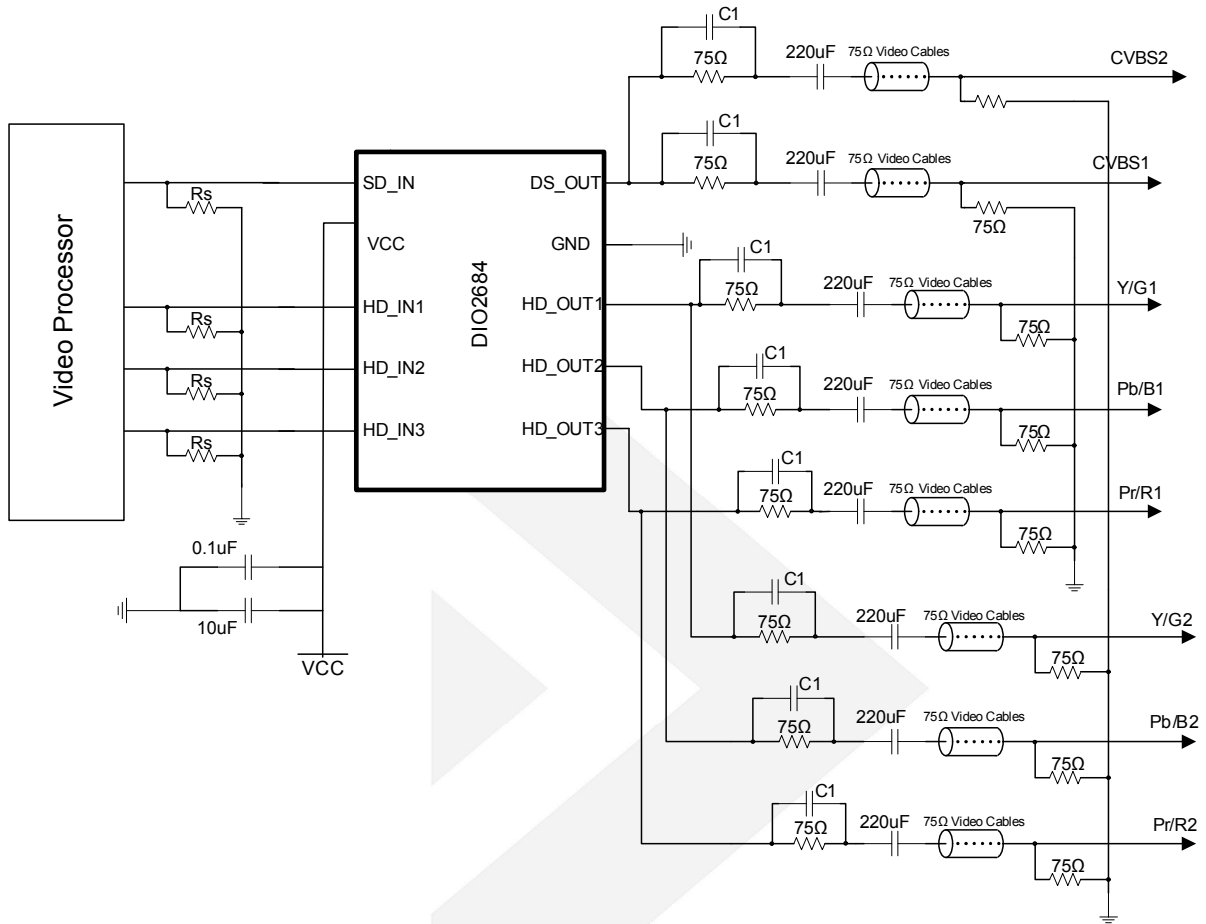 C1
75Ω
220uF
75Ω Video Cables
CVBS2
C1
75Ω
220uF
75Ω Video Cables
CVBS1
75Ω
Video Processor
Rs
Rs
Rs
Rs
SD_IN
VCC
HD_IN1
HD_IN2
HD_IN3
DIO2684
DS_OUT
GND
HD_OUT1
HD_OUT2
HD_OUT3
C1
75Ω
220uF
75Ω Video Cables
Y/G1
75Ω
C1
75Ω
220uF
75Ω Video Cables
Pb/B1
75Ω
C1
75Ω
220uF
75Ω Video Cables
Pr/R1
75Ω
0.1uF
10uF
VCC
C1
75Ω
220uF
75Ω Video Cables
Y/G2
75Ω
C1
75Ω
220uF
75Ω Video Cables
Pb/B2
75Ω
C1
75Ω
220uF
75Ω Video Cables
Pr/R2
75Ω